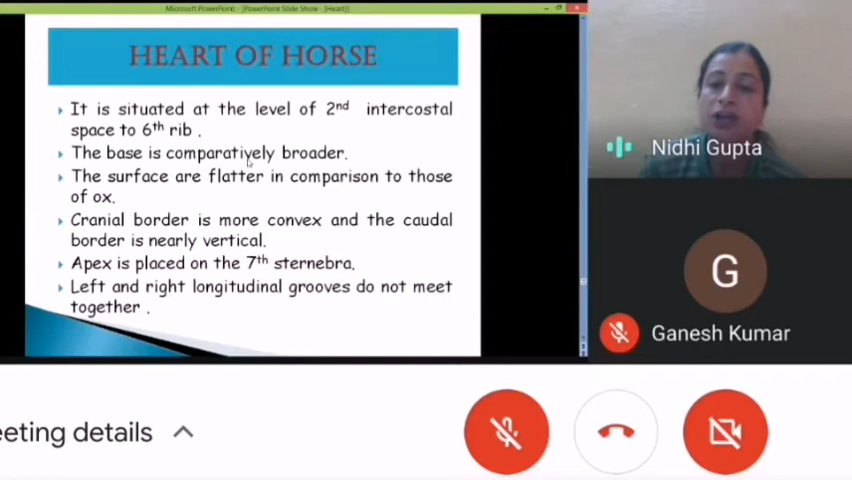 Microsoft PowerPoint Slide Show - [Heart]
HEART OF HORSE
It is situated at the level of 2nd intercostal
space to 6th rib .
The base is comparatively broader.
The surface are flatter in comparison to those
of ox.
Cranial border is more convex and the caudal
border is nearly vertical.
Apex is placed on the 7th sternebra.
Left and right longitudinal grooves do not meet
together .
Nidhi Gupta
G
Ganesh Kumar
eeting details